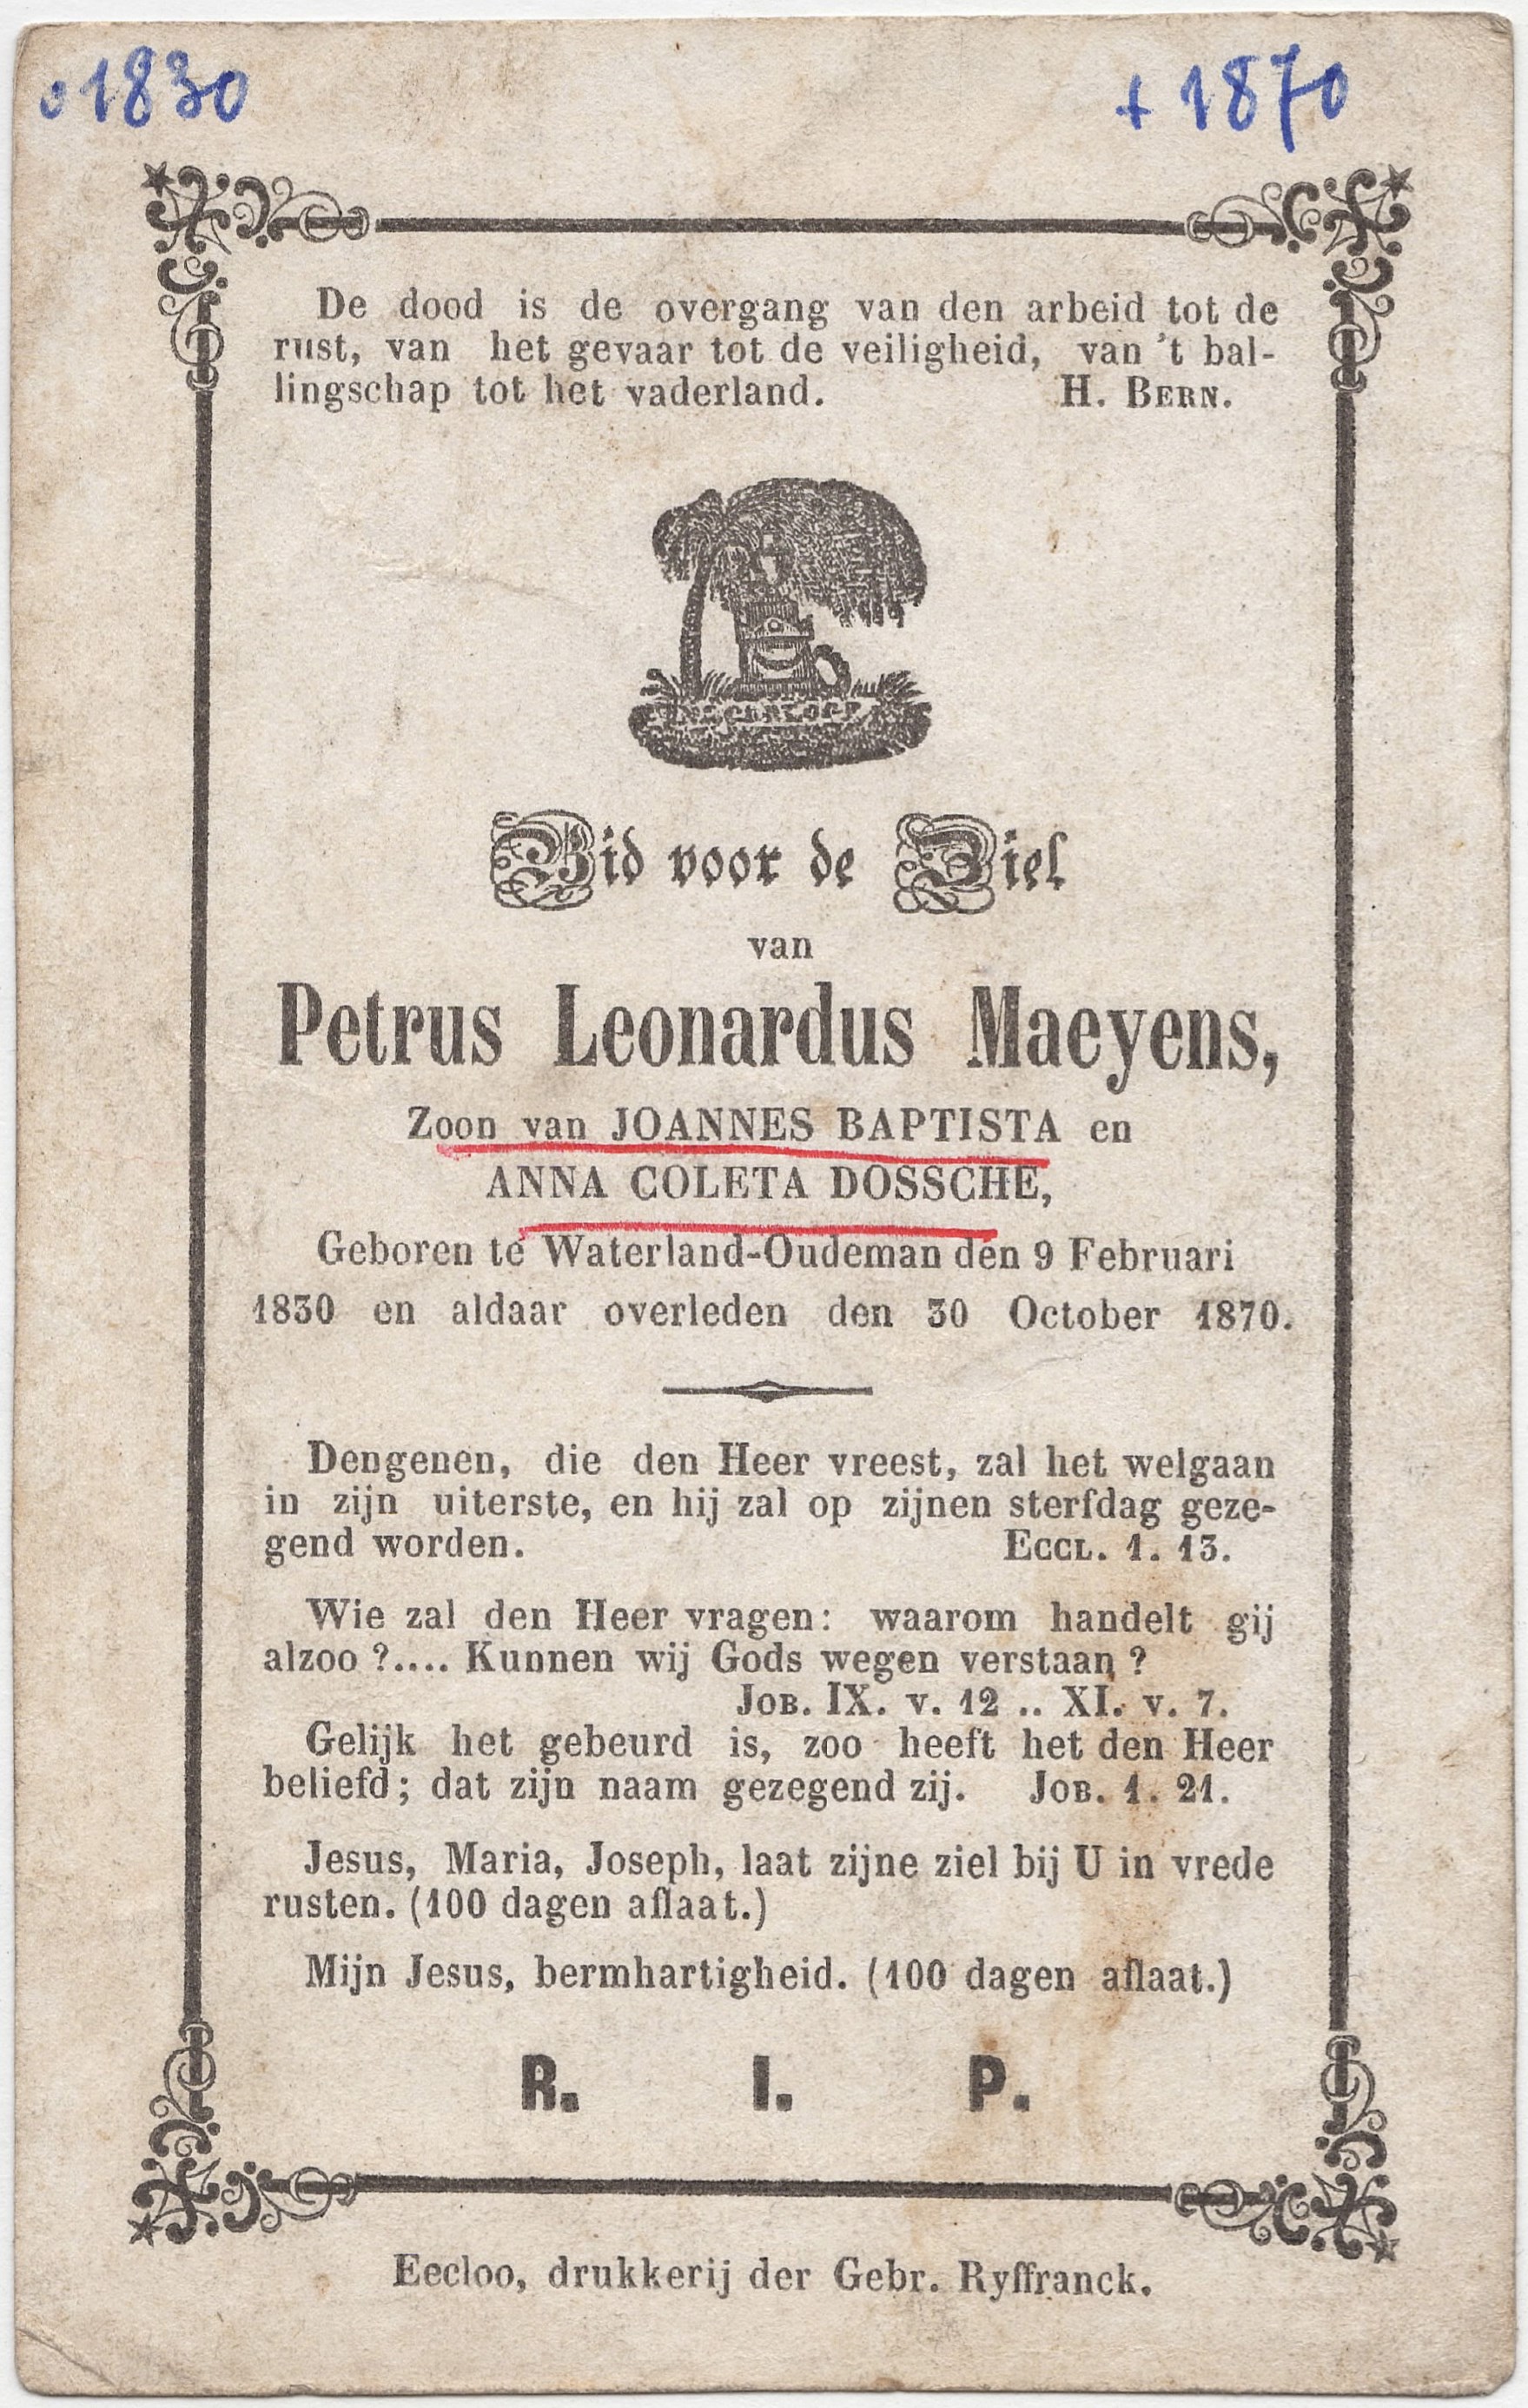 o 1830
+ 1870
De dood is de overgang van den arbeid tot de
rust, van het gevaar tot de veiligheid, van 't bal-
lingschap tot het vaderland. H. BERN.
Bid voor de Ziel
van
Petrus Leonardus Maeyens,
Zoon van JOANNES BAPTISTA en
ANNA COLETA DOSSCHE,
Geboren te Waterland-Oudeman den 9 Februari
1830 en aldaar overleden den 30 October 1870.
Dengenen, die den Heer vreest, zal het welgaan
in zijn uiterste, en hij zal op zijnen sterfdag geze-
gend worden. ECCL. 1. 13.
Wie zal den Heer vragen: waarom handelt gij
alzoo ?.... Kunnen wij Gods wegen verstaan ?
JOB. IX. v. 12 .. XI. v. 7.
Gelijk het gebeurd is, zoo heeft het den Heer
beliefd; dat zijn naam gezegend zij. JOB. 1. 21.
Jesus, Maria, Joseph, laat zijne ziel bij U in vrede
rusten. (100 dagen aflaat.)
Mijn Jesus, bermhartigheid. (100 dagen aflaat.)
R. I. P.
Eecloo, drukkerij der Gebr. Ryffranck.